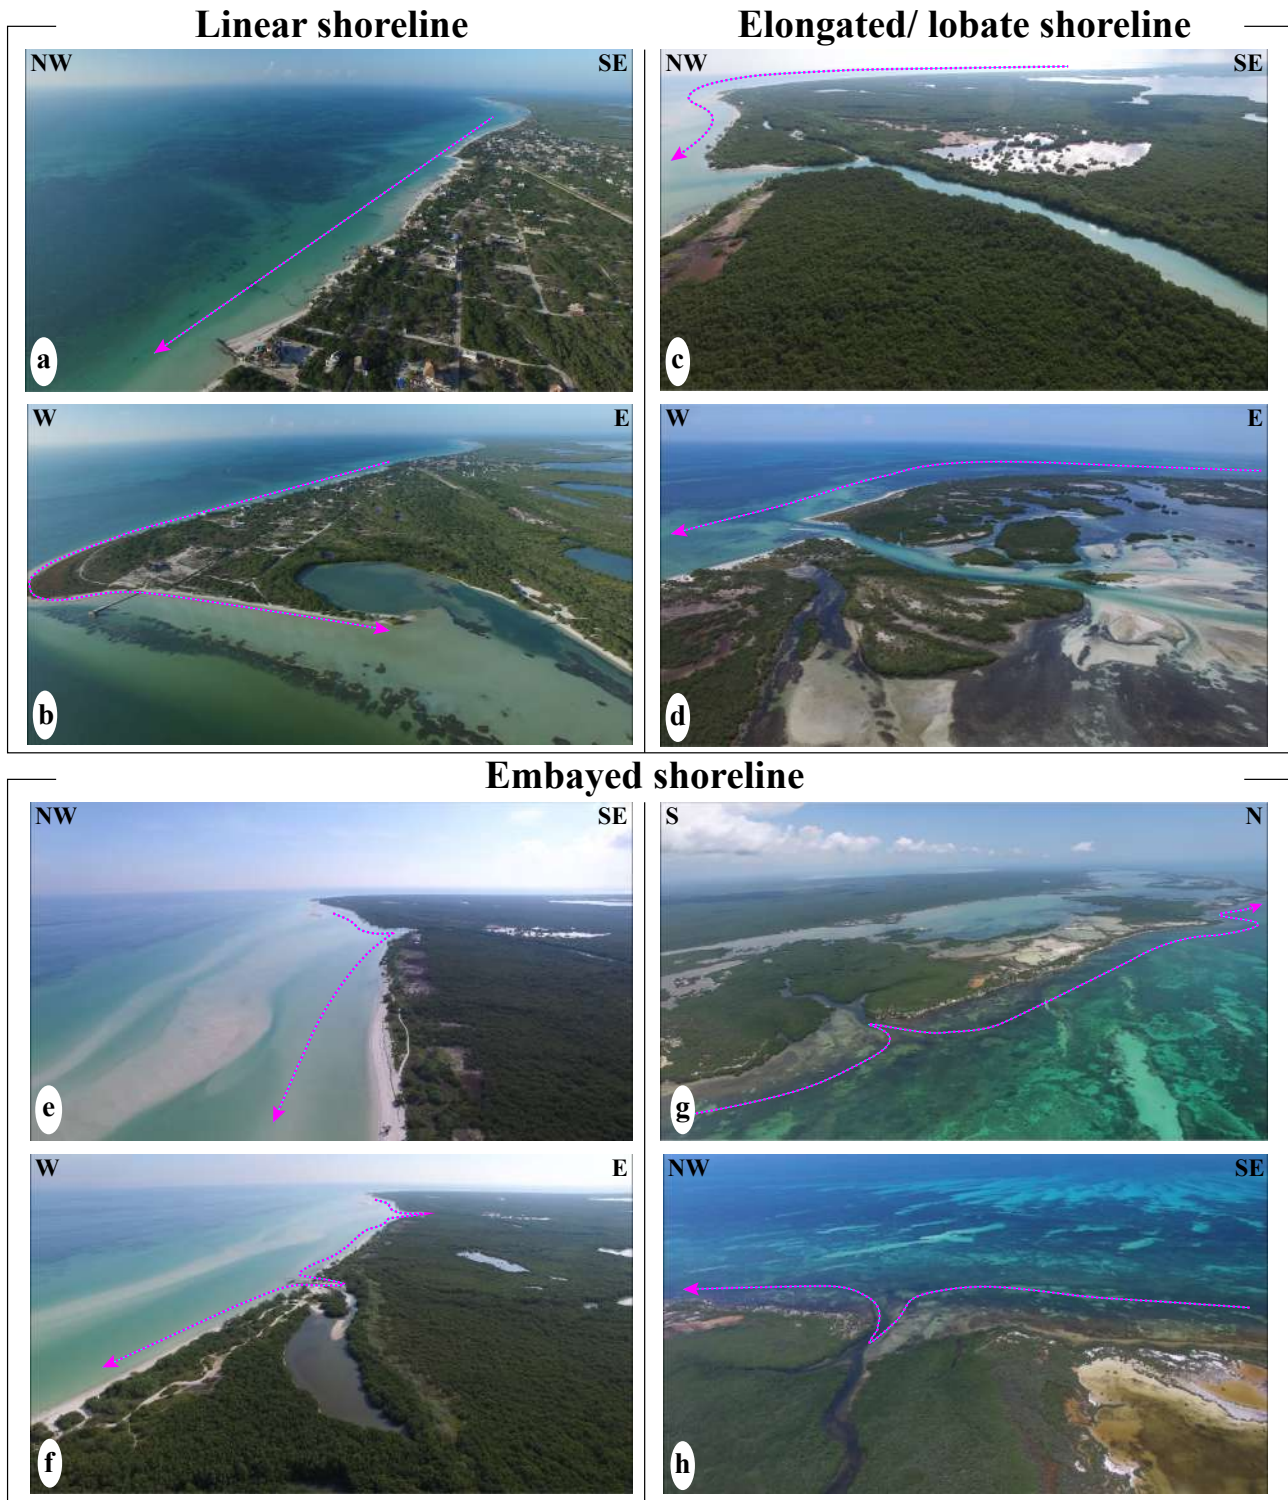 Linear shoreline
Elongated/ lobate shoreline
NW SE
a
NW SE
c
W E
b
W E
d
Embayed shoreline
NW SE
e
S N
g
W E
f
NW SE
h